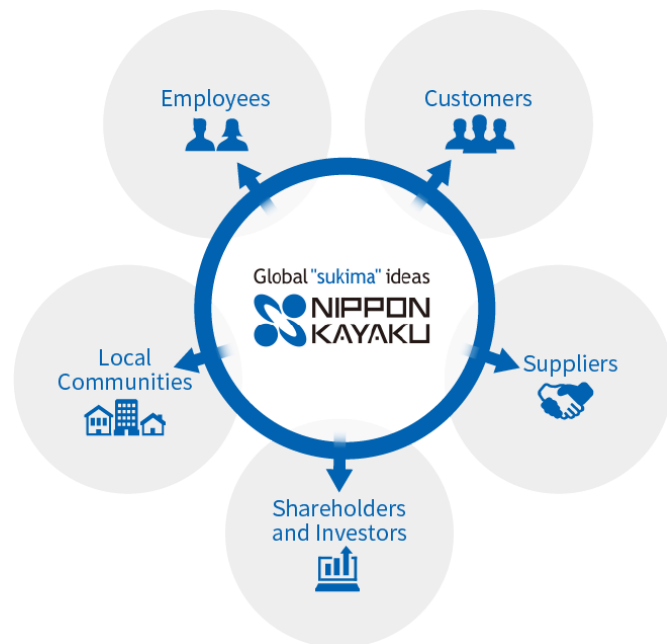 Employees
Customers
Global "sukima" ideas
NIPPON
KAYAKU
Local
Communities
Suppliers
Shareholders
and Investors